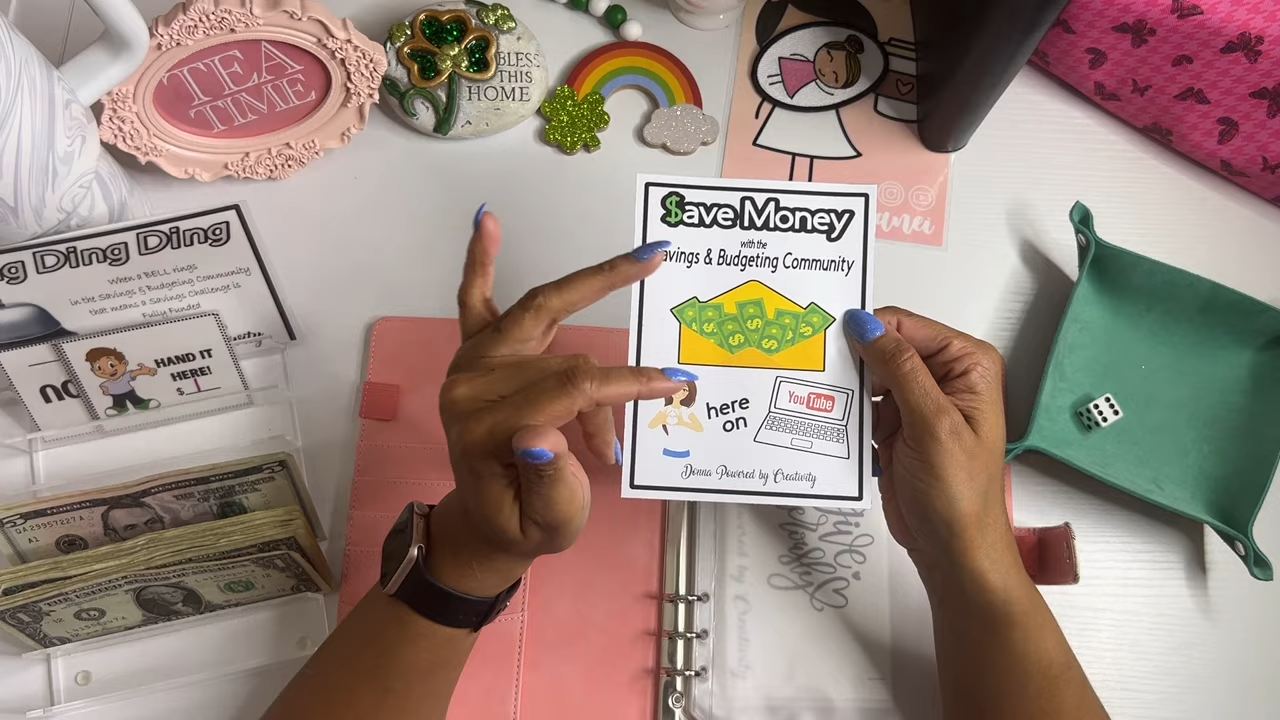 TEA
TIME
BLESS
THIS
HOME
Ding Ding
When a BELL rings
in the Savings & Budgeting Community
that means a Savings Challenge is
Fully Funded
HAND IT
HERE!
$
$ave Money
with the
Savings & Budgeting Community
here
on
YouTube
Donna Powered by Creativity